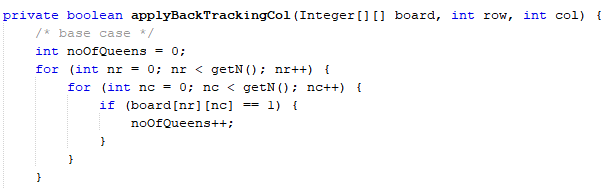 private boolean applyBackTrackingCol(Integer[][] board, int row, int col) {
    /* base case */
    int noOfQueens = 0;
    for (int nr = 0; nr < getN(); nr++) {
        for (int nc = 0; nc < getN(); nc++) {
            if (board[nr][nc] == 1) {
                noOfQueens++;
            }
        }
    }